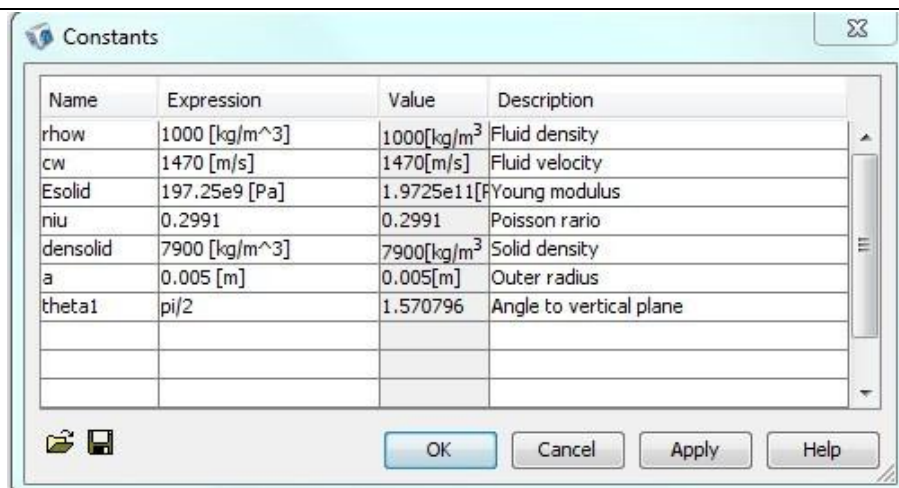 Constants
Name Expression Value Description
rhow 1000 [kg/m^3] 1000[kg/m3 Fluid density
cw 1470 [m/s] 1470[m/s] Fluid velocity
Esolid 197.25e9 [Pa] 1.9725e11[F Young modulus
niu 0.2991 0.2991 Poisson rario
densolid 7900 [kg/m^3] 7900[kg/m3 Solid density
a 0.005 [m] 0.005[m] Outer radius
theta1 pi/2 1.570796 Angle to vertical plane
OK Cancel Apply Help